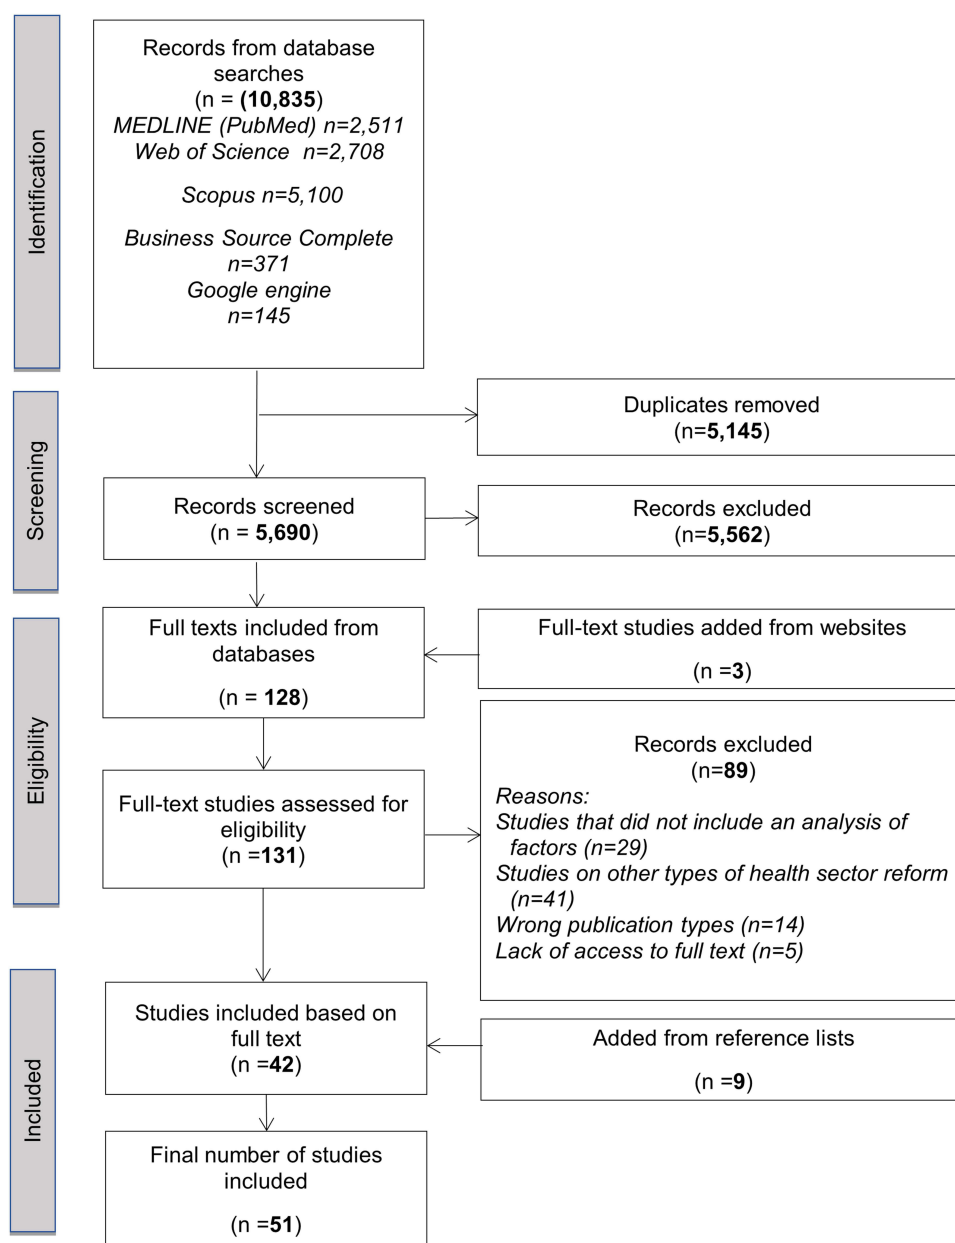 Identification
Records from database
searches
(n = (10,835)
MEDLINE (PubMed) n=2,511
Web of Science n=2,708
Scopus n=5,100
Business Source Complete
n=371
Google engine
n=145
Screening
Duplicates removed
(n=5,145)
Records screened
(n = 5,690)
Records excluded
(n=5,562)
Eligibility
Full texts included from
databases
(n = 128)
Full-text studies added from websites
(n =3)
Full-text studies assessed for
eligibility
(n =131)
Records excluded
(n=89)
Reasons:
Studies that did not include an analysis of
factors (n=29)
Studies on other types of health sector reform
(n=41)
Wrong publication types (n=14)
Lack of access to full text (n=5)
Included
Studies included based on
full text
(n =42)
Added from reference lists
(n =9)
Final number of studies
included
(n =51)